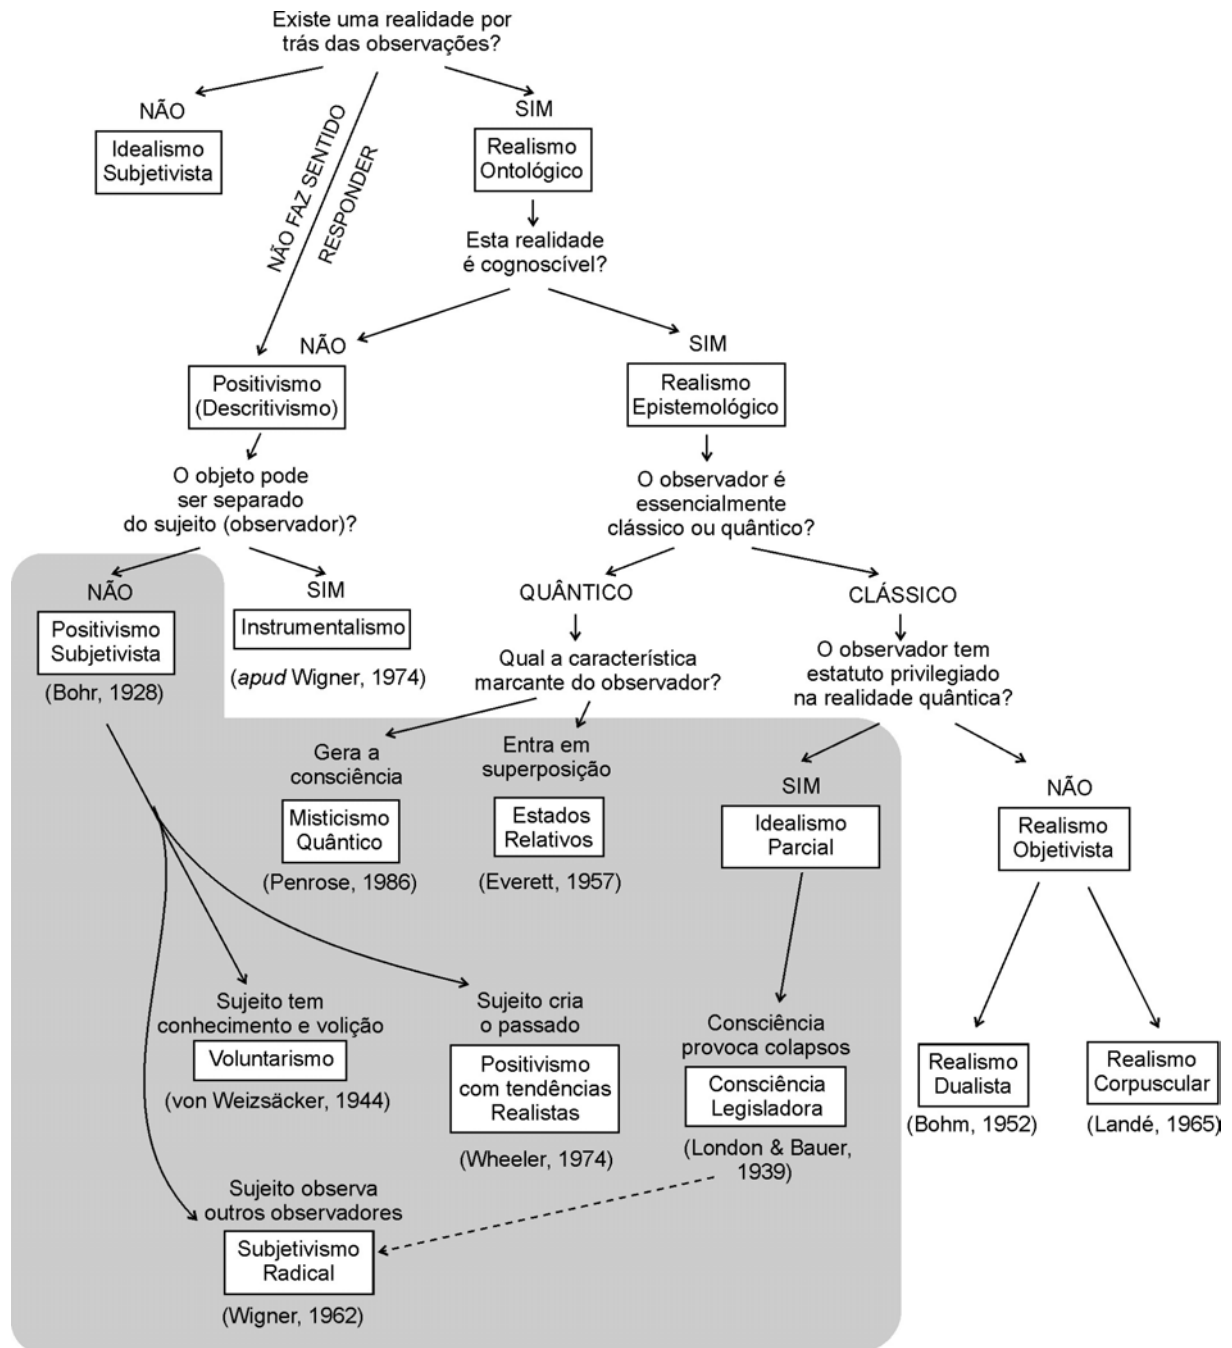 Existe uma realidade por
trás das observações?
NÃO
Idealismo
Subjetivista
NÃO FAZ SENTIDO
RESPONDER
SIM
Realismo
Ontológico
Esta realidade
é cognoscível?
NÃO
Positivismo
(Descritivismo)
SIM
Realismo
Epistemológico
O objeto pode
ser separado
do sujeito (observador)?
O observador é
essencialmente
clássico ou quântico?
NÃO
Positivismo
Subjetivista
(Bohr, 1928)
SIM
Instrumentalismo
(apud Wigner, 1974)
QUÂNTICO
Qual a característica
marcante do observador?
CLÁSSICO
O observador tem
estatuto privilegiado
na realidade quântica?
Gera a
consciência
Misticismo
Quântico
(Penrose, 1986)
Entra em
superposição
Estados
Relativos
(Everett, 1957)
SIM
Idealismo
Parcial
NÃO
Realismo
Objetivista
Sujeito tem
conhecimento e volição
Voluntarismo
(von Weizsäcker, 1944)
Sujeito cria
o passado
Positivismo
com tendências
Realistas
(Wheeler, 1974)
Consciência
provoca colapsos
Consciência
Legisladora
(London & Bauer,
1939)
Realismo
Dualista
(Bohm, 1952)
Realismo
Corpuscular
(Landé, 1965)
Sujeito observa
outros observadores
Subjetivismo
Radical
(Wigner, 1962)